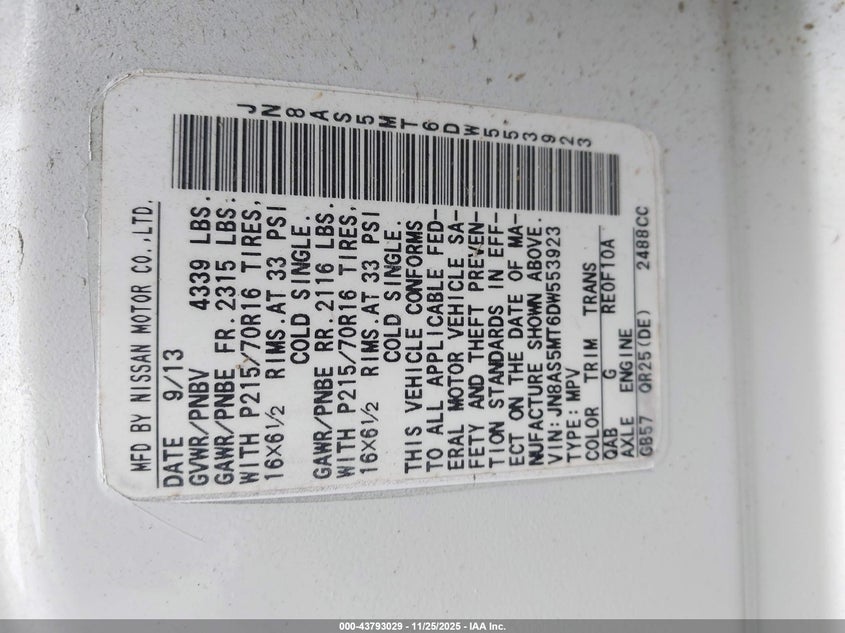 JN8AS5MT6DW553923
MFD BY NISSAN MOTOR CO.,LTD.
DATE 9/13
GVWR/PNBV 4339 LBS.
GAWR/PNBE FR. 2315 LBS.
WITH P215/70R16 TIRES,
16X6½ RIMS.AT 33 PSI
COLD SINGLE.
GAWR/PNBE RR. 2116 LBS.
WITH P215/70R16 TIRES,
16X6½ RIMS.AT 33 PSI
COLD SINGLE.
THIS VEHICLE CONFORMS
TO ALL APPLICABLE FED-
ERAL MOTOR VEHICLE SA-
FETY AND THEFT PREVEN-
TION STANDARDS IN EFF-
ECT ON THE DATE OF MA-
NUFACTURE SHOWN ABOVE.
VIN:JN8AS5MT6DW553923
TYPE:MPV
COLOR TRIM TRANS
QAB G RE0F10A
AXLE ENGINE
GB57 QR25(DE) 2488CC
000-43793029 - 11/25/2025 - IAA Inc.